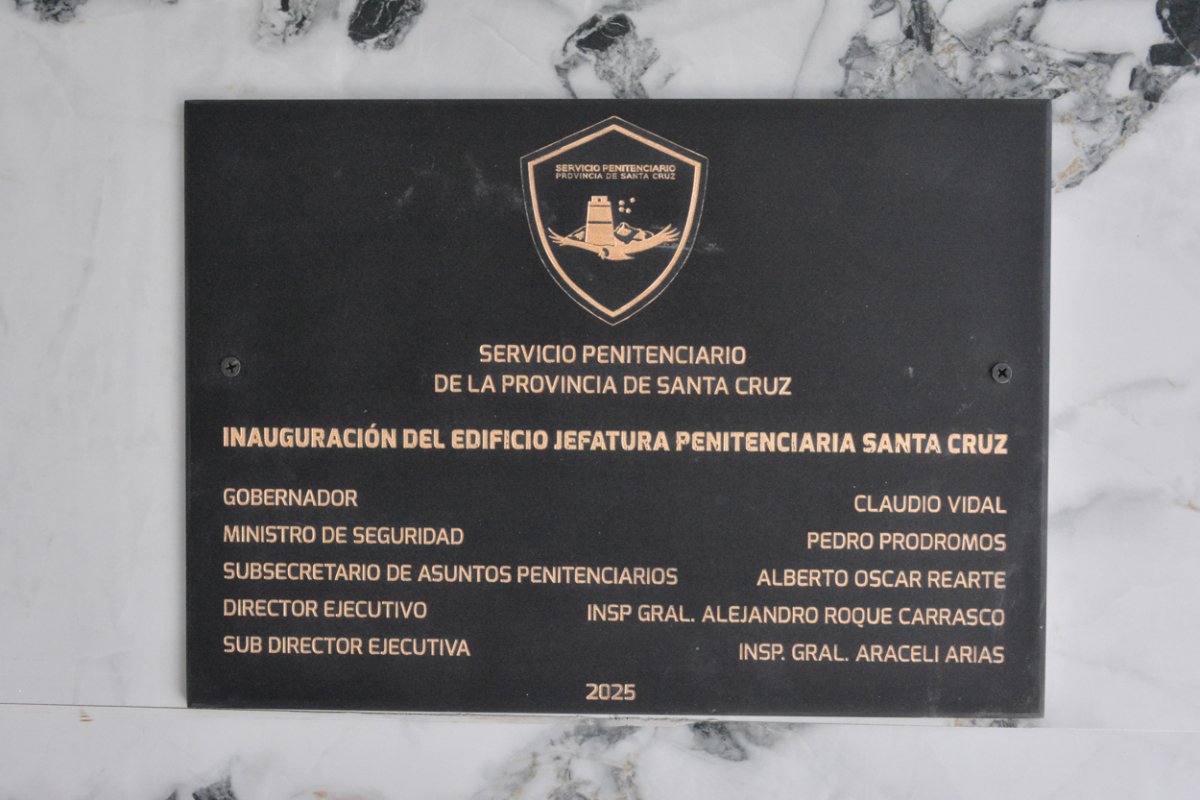 SERVICIO PENITENCIARIO
PROVINCIA DE SANTA CRUZ
SERVICIO PENITENCIARIO
DE LA PROVINCIA DE SANTA CRUZ
INAUGURACIÓN DEL EDIFICIO JEFATURA PENITENCIARIA SANTA CRUZ
GOBERNADOR CLAUDIO VIDAL
MINISTRO DE SEGURIDAD PEDRO PRODROMOS
SUBSECRETARIO DE ASUNTOS PENITENCIARIOS ALBERTO OSCAR REARTE
DIRECTOR EJECUTIVO INSP GRAL. ALEJANDRO ROQUE CARRASCO
SUB DIRECTOR EJECUTIVA INSP. GRAL. ARACELI ARIAS
2025